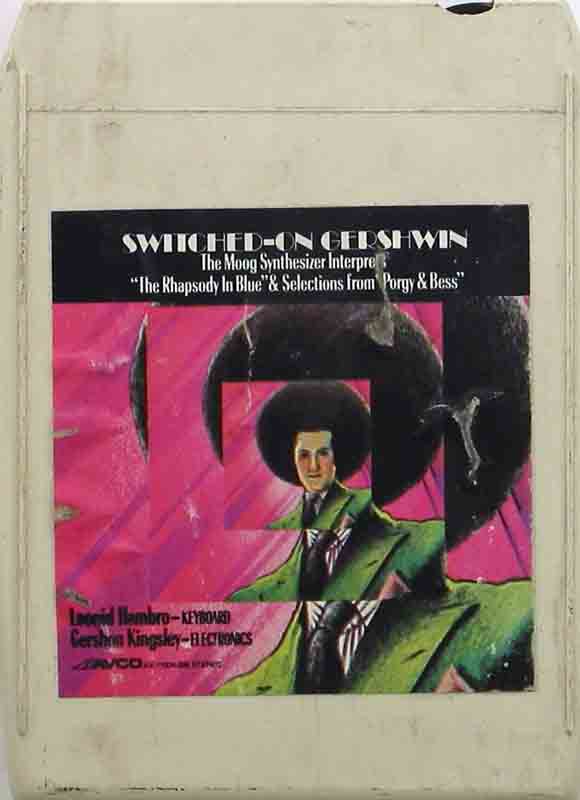 SWITCHED-ON GERSHWIN
The Moog Synthesizer Interprets
"The Rhapsody In Blue" & Selections from "Porgy & Bess"
Leonid Hambro–KEYBOARD
Gershon Kingsley–ELECTRONICS
AVCO STEREO